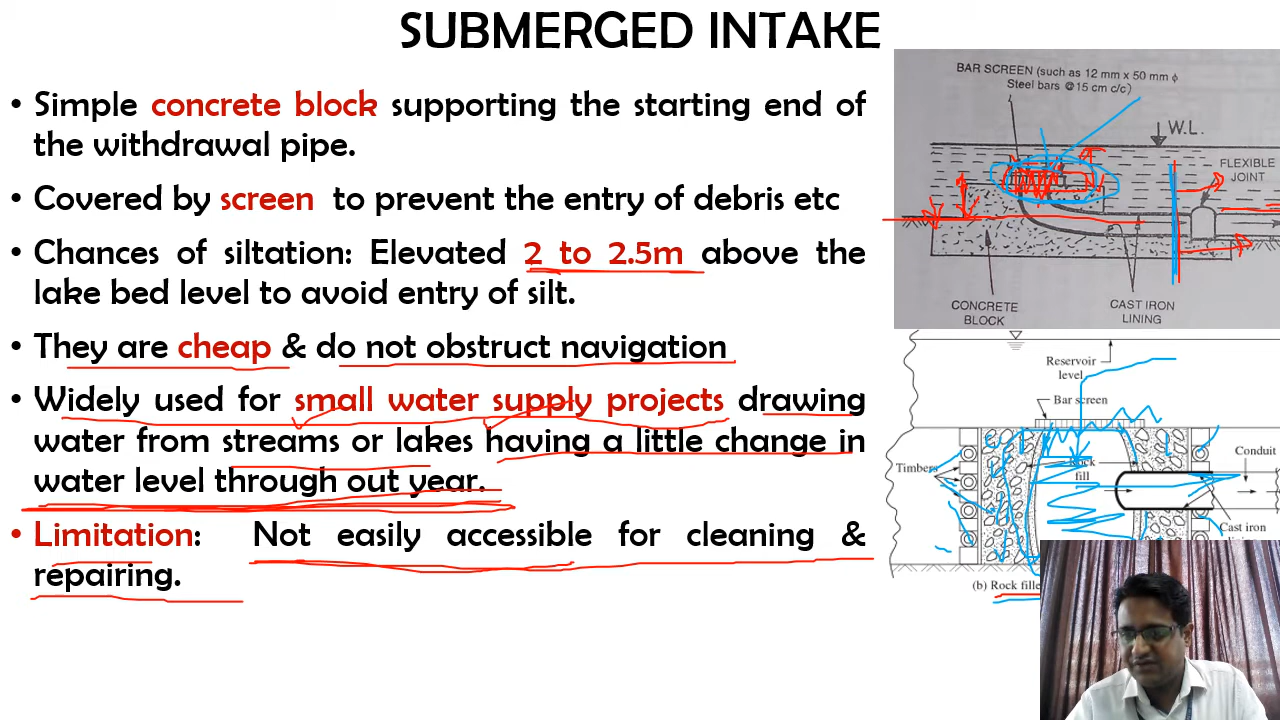 SUBMERGED INTAKE
• Simple concrete block supporting the starting end of
the withdrawal pipe.
• Covered by screen to prevent the entry of debris etc
• Chances of siltation: Elevated 2 to 2.5m above the
lake bed level to avoid entry of silt.
• They are cheap & do not obstruct navigation
• Widely used for small water supply projects drawing
water from streams or lakes having a little change in
water level through out year.
• Limitation: Not easily accessible for cleaning &
repairing.
BAR SCREEN (such as 12 mm x 50 mm ϕ
Steel bars @15 cm c/c)
W.L.
FLEXIBLE
JOINT
CONCRETE
BLOCK
CAST IRON
LINING
Reservoir
level
Bar screen
Timbers
Rock
fill
Conduit
Cast iron
(b) Rock fille